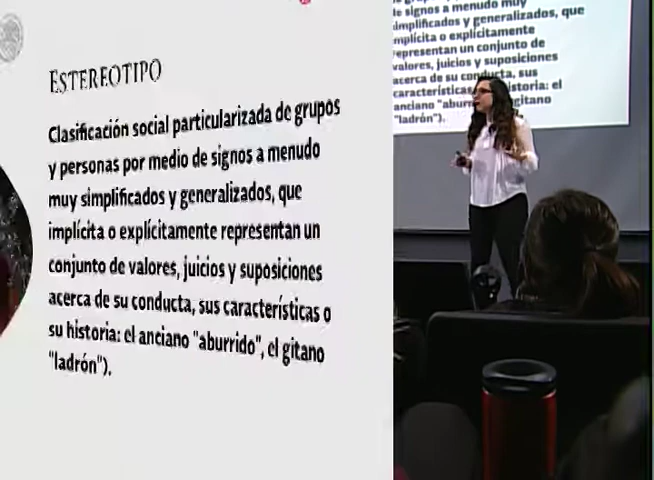 ESTEREOTIPO
Clasificación social particularizada de grupos
y personas por medio de signos a menudo
muy simplificados y generalizados, que
implícita o explícitamente representan un
conjunto de valores, juicios y suposiciones
acerca de su conducta, sus características o
su historia: el anciano "aburrido", el gitano
"ladrón").
de signos a menudo muy
simplificados y generalizados, que
implícita o explícitamente
representan un conjunto de
valores, juicios y suposiciones
acerca de su conducta, sus
características historia: el
anciano "aburrido gitano
"ladrón").